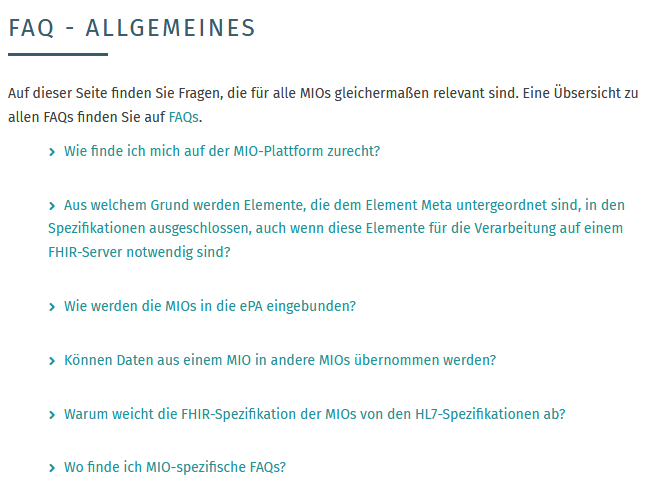 FAQ - ALLGEMEINES
Auf dieser Seite finden Sie Fragen, die für alle MIOs gleichermaßen relevant sind. Eine Übsersicht zu
allen FAQs finden Sie auf FAQs.
Wie finde ich mich auf der MIO-Plattform zurecht?
Aus welchem Grund werden Elemente, die dem Element Meta untergeordnet sind, in den
Spezifikationen ausgeschlossen, auch wenn diese Elemente für die Verarbeitung auf einem
FHIR-Server notwendig sind?
Wie werden die MIOs in die ePA eingebunden?
Können Daten aus einem MIO in andere MIOs übernommen werden?
Warum weicht die FHIR-Spezifikation der MIOs von den HL7-Spezifikationen ab?
Wo finde ich MIO-spezifische FAQs?